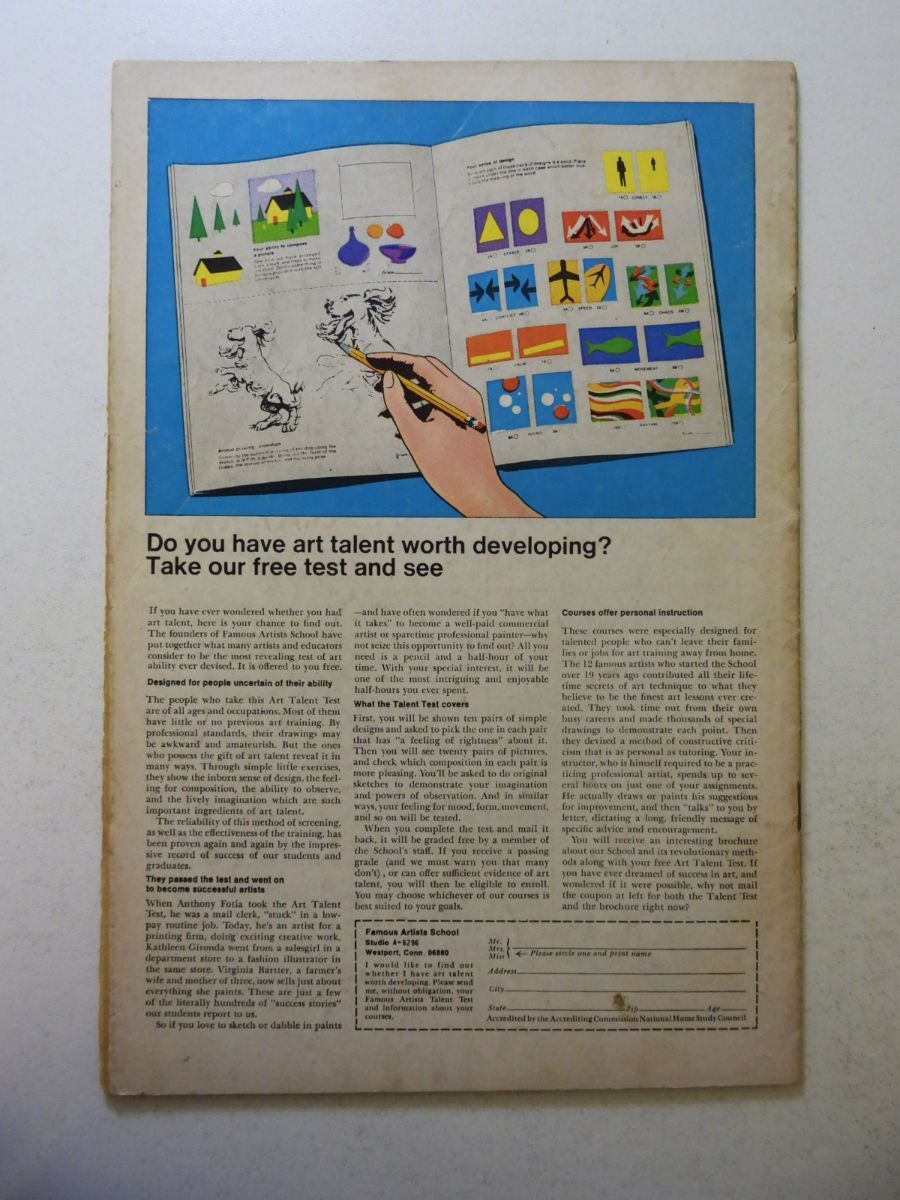 Your sense of design
Your ability to compose
a picture
LONELY
STABLE
JOY
CONFLICT
SPEED
CHAOS
CALM
MOVEMENT
Do you have art talent worth developing?
Take our free test and see
If you have ever wondered whether you had
art talent, here is your chance to find out.
The founders of Famous Artists School have
put together what many artists and educators
consider to be the most revealing test of art
ability ever devised. It is offered to you free.
Designed for people uncertain of their ability
The people who take this Art Talent Test
are of all ages and occupations. Most of them
have little or no previous art training. By
professional standards, their drawings may
be awkward and amateurish. But the ones
who possess the gift of art talent reveal it in
many ways. Through simple little exercises,
they show the inborn sense of design, the feel-
ing for composition, the ability to observe,
and the lively imagination which are such
important ingredients of art talent.
The reliability of this method of screening,
as well as the effectiveness of the training, has
been proven again and again by the impres-
sive record of success of our students and
graduates.
They passed the test and went on
to become successful artists
When Anthony Fotia took the Art Talent
Test, he was a mail clerk, "stuck" in a low-
pay routine job. Today, he's an artist for a
printing firm, doing exciting creative work.
Kathleen Gironda went from a salesgirl in a
department store to a fashion illustrator in
the same store. Virginia Bartter, a farmer's
wife and mother of three, now sells just about
everything she paints. These are just a few
of the literally hundreds of "success stories"
our students report to us.
So if you love to sketch or dabble in paints
—and have often wondered if you "have what
it takes" to become a well-paid commercial
artist or sparetime professional painter—why
not seize this opportunity to find out? All you
need is a pencil and a half-hour of your
time. With your special interest, it will be
one of the most intriguing and enjoyable
half-hours you ever spent.
What the Talent Test covers
First, you will be shown ten pairs of simple
designs and asked to pick the one in each pair
that has "a feeling of rightness" about it.
Then you will see twenty pairs of pictures,
and check which composition in each pair is
more pleasing. You'll be asked to do original
sketches to demonstrate your imagination
and powers of observation. And in similar
ways, your feeling for mood, form, movement,
and so on will be tested.
When you complete the test and mail it
back, it will be graded free by a member of
the School's staff. If you receive a passing
grade (and we must warn you that many
don't), or can offer sufficient evidence of art
talent, you will then be eligible to enroll.
You may choose whichever of our courses is
best suited to your goals.
Courses offer personal instruction
These courses were especially designed for
talented people who can't leave their fami-
lies or jobs for art training away from home.
The 12 famous artists who started the School
over 19 years ago contributed all their life-
time secrets of art technique to what they
believe to be the finest art lessons ever cre-
ated. They took time out from their own
busy careers and made thousands of special
drawings to demonstrate each point. Then
they devised a method of constructive criti-
cism that is as personal as tutoring. Your in-
structor, who is himself required to be a prac-
ticing professional artist, spends up to sev-
eral hours on just one of your assignments.
He actually draws or paints his suggestions
for improvement, and then "talks" to you by
letter, dictating a long, friendly message of
specific advice and encouragement.
You will receive an interesting brochure
about our School and its revolutionary meth-
ods along with your free Art Talent Test. If
you have ever dreamed of success in art, and
wondered if it were possible, why not mail
the coupon at left for both the Talent Test
and the brochure right now?
Famous Artists School
Studio A-5296
Westport, Conn. 06880
I would like to find out
whether I have art talent
worth developing. Please send
me, without obligation, your
Famous Artists Talent Test
and information about your
courses.
Mr.
Mrs.
Miss
Please circle one and print name
Address
City
State Zip Age
Accredited by the Accrediting Commission National Home Study Council